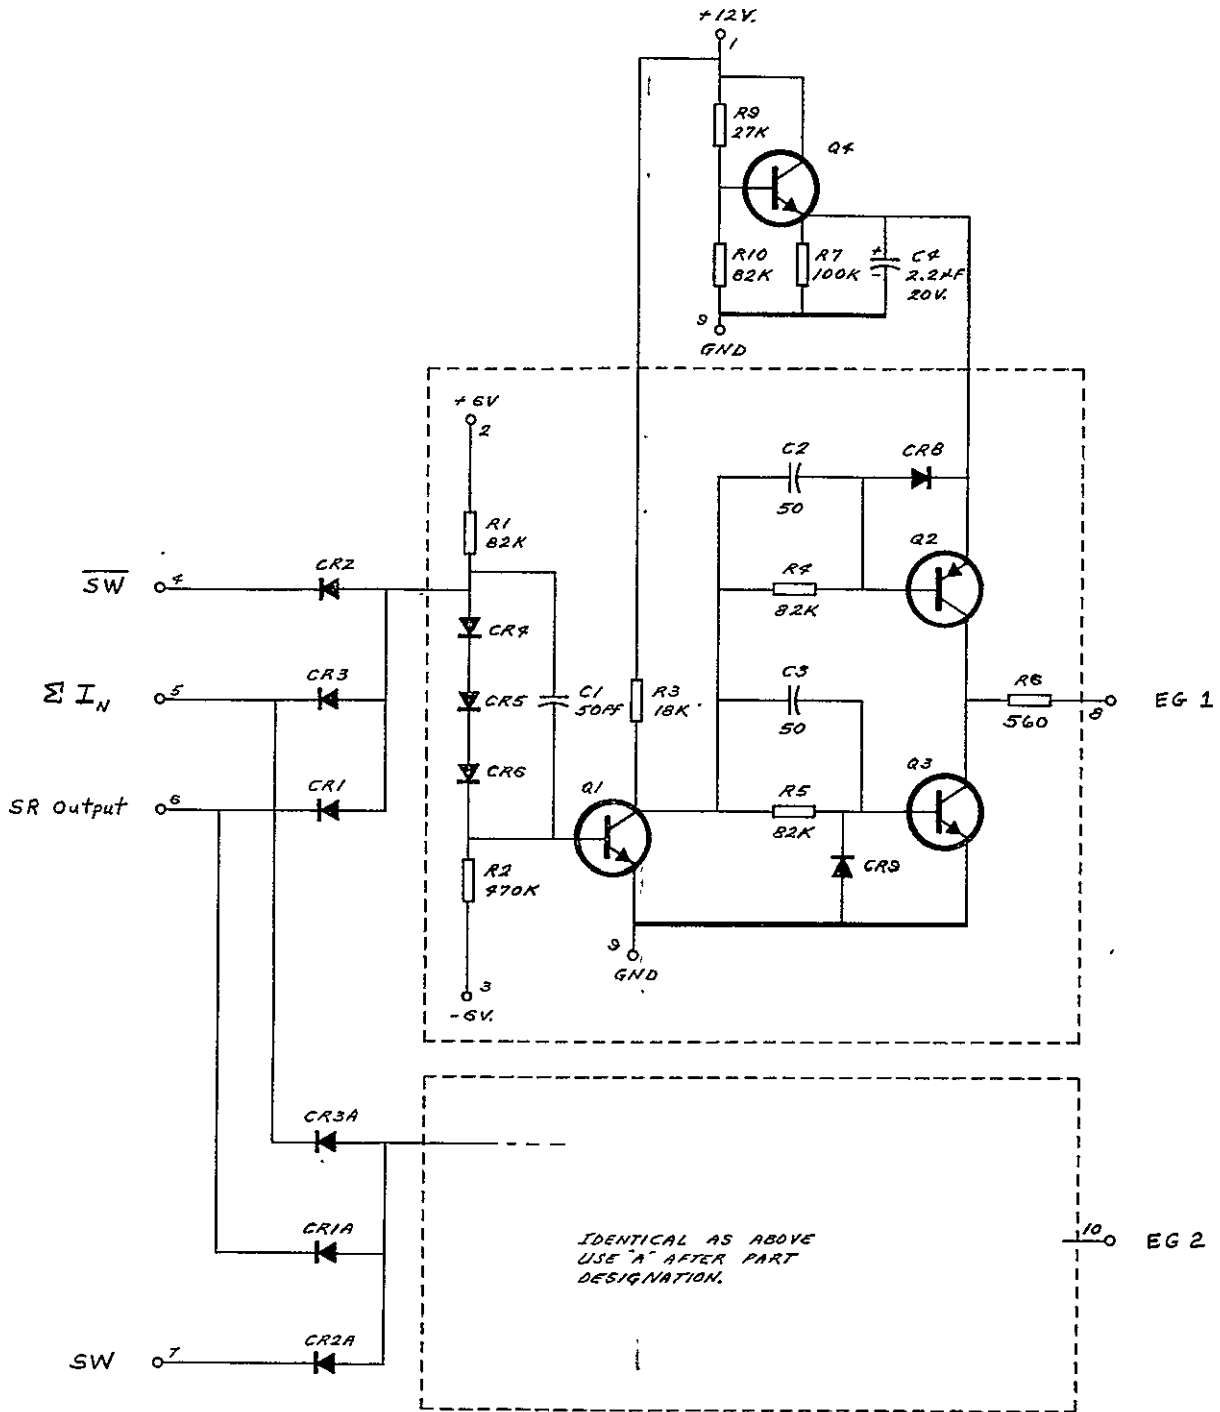 +12V.
1
R9
27K
Q4
R10
82K
R7
100K
+
-
C4
2.2µF
20V.
9
GND
+6V
2
C2
50
CR8
R1
82K
Q2
S̅W̅
4
CR2
R4
82K
CR4
Σ I_N
5
CR3
CR5
C1
50Pf
R3
18K
C3
50
R6
560
8
EG 1
CR6
Q1
Q3
SR Output
6
CR1
R5
82K
R2
470K
CR9
9
GND
3
-6V.
CR3A
CR1A
IDENTICAL AS ABOVE
USE "A" AFTER PART
DESIGNATION.
10
EG 2
SW
7
CR2A